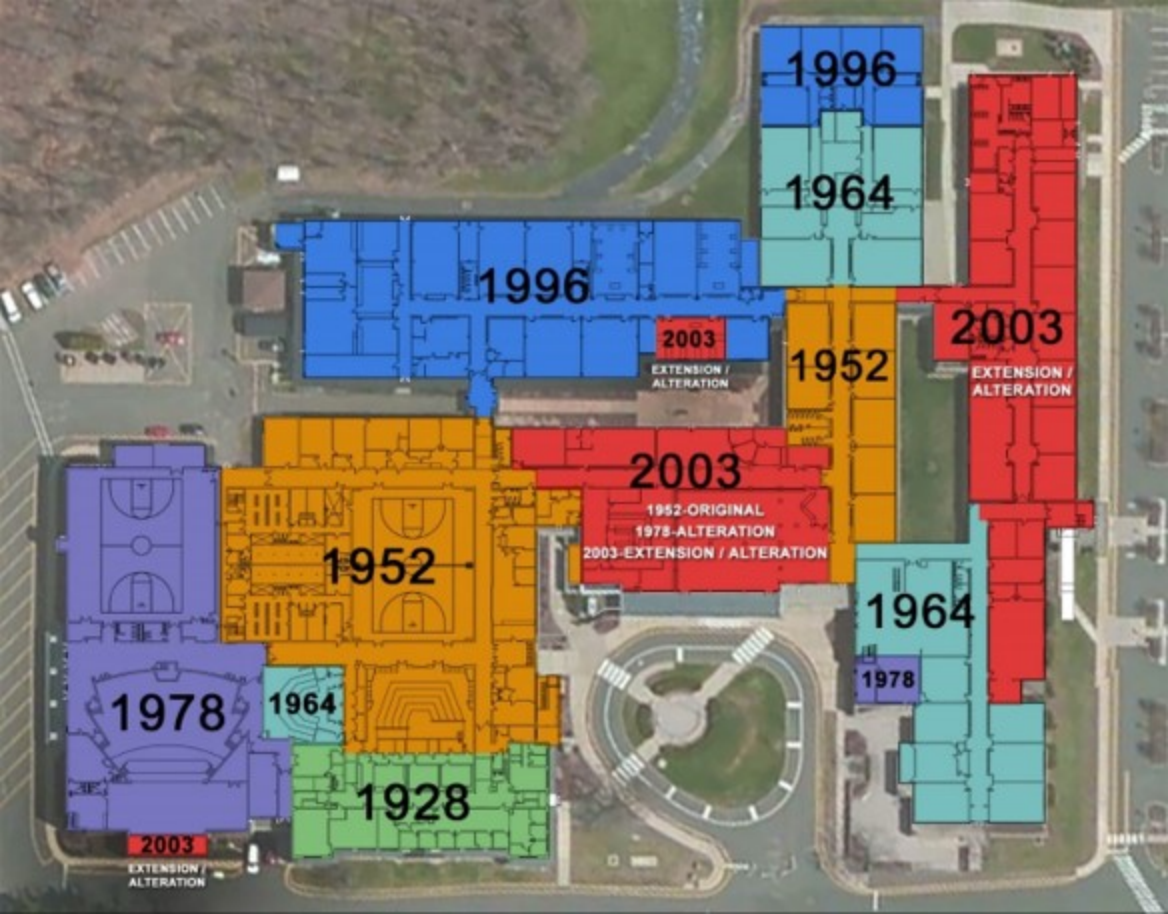 1996
1964
1996
2003
EXTENSION /
ALTERATION
1952
2003
EXTENSION /
ALTERATION
2003
1952-ORIGINAL
1978-ALTERATION
2003-EXTENSION / ALTERATION
1952
1964
1978
1978
1964
1928
2003
EXTENSION /
ALTERATION